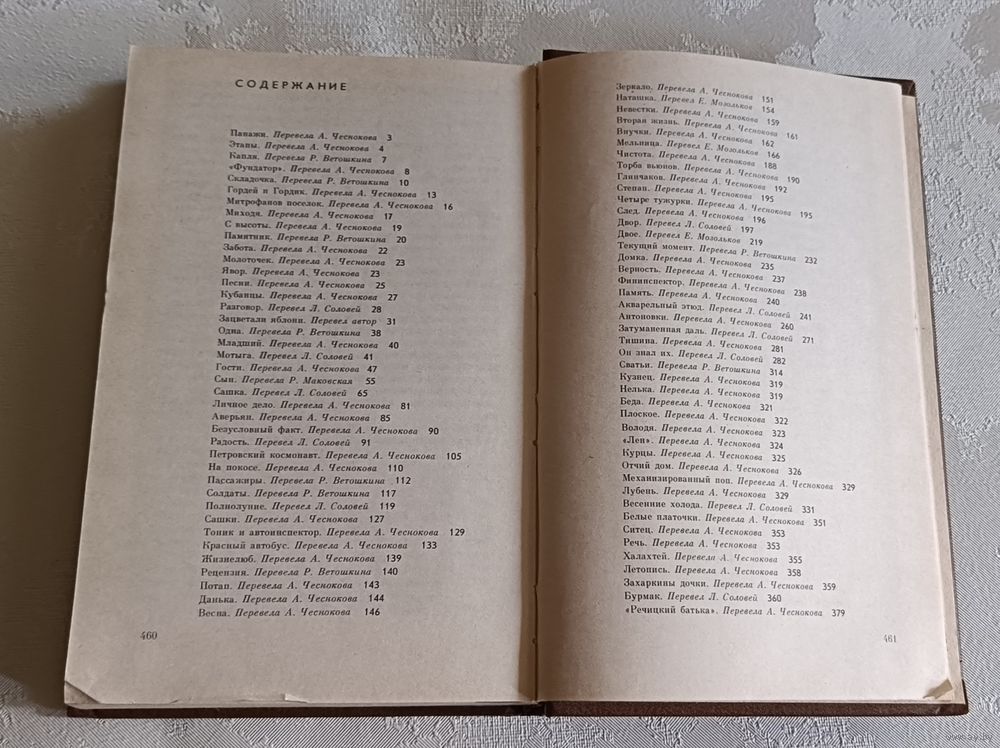 СОДЕРЖАНИЕ
Панажи. Перевела А. Чеснокова 3
Этапы. Перевела А. Чеснокова 4
Капля. Перевела Р. Ветошкина 7
«Фундатор». Перевела А. Чеснокова 8
Складочка. Перевела Р. Ветошкина 10
Гордей и Гордик. Перевела А. Чеснокова 13
Митрофанов поселок. Перевела А. Чеснокова 16
Миходя. Перевела А. Чеснокова 17
С высоты. Перевела А. Чеснокова 19
Памятник. Перевела Р. Ветошкина 20
Забота. Перевела А. Чеснокова 22
Молоточек. Перевела А. Чеснокова 23
Явор. Перевела А. Чеснокова 23
Песни. Перевела А. Чеснокова 25
Кубанцы. Перевела А. Чеснокова 27
Разговор. Перевел Л. Соловей 28
Зацветали яблони. Перевел автор 31
Одна. Перевела Р. Ветошкина 38
Младший. Перевела А. Чеснокова 40
Мотыга. Перевел Л. Соловей 41
Гости. Перевела А. Чеснокова 47
Сын. Перевела Р. Маковская 55
Сашка. Перевел Л. Соловей 65
Личное дело. Перевела А. Чеснокова 81
Аверьян. Перевела А. Чеснокова 85
Безусловный факт. Перевела А. Чеснокова 90
Радость. Перевел Л. Соловей 91
Петровский космонавт. Перевела А. Чеснокова 105
На покосе. Перевела А. Чеснокова 110
Пассажиры. Перевела Р. Ветошкина 112
Солдаты. Перевела Р. Ветошкина 117
Полнолуние. Перевел Л. Соловей 119
Сашки. Перевела А. Чеснокова 127
Тоник и автоинспектор. Перевела А. Чеснокова 129
Красный автобус. Перевела А. Чеснокова 133
Жизнелюб. Перевела А. Чеснокова 139
Рецензия. Перевела Р. Ветошкина 140
Потап. Перевела А. Чеснокова 143
Данька. Перевела А. Чеснокова 144
Весна. Перевела А. Чеснокова 146
460
Зеркало. Перевела А. Чеснокова 151
Наташка. Перевел Е. Мозольков 154
Невестки. Перевела А. Чеснокова 159
Вторая жизнь. Перевела А. Чеснокова 161
Внучки. Перевела А. Чеснокова 162
Мельница. Перевел Е. Мозольков 166
Чистота. Перевела А. Чеснокова 188
Торба вьюнов. Перевела А. Чеснокова 190
Глинчаков. Перевела А. Чеснокова 192
Степан. Перевела А. Чеснокова 195
Четыре тужурки. Перевела А. Чеснокова 195
След. Перевела А. Чеснокова 196
Двор. Перевел Л. Соловей 197
Двое. Перевел Е. Мозольков 219
Текущий момент. Перевела Р. Ветошкина 232
Домка. Перевела А. Чеснокова 235
Верность. Перевела А. Чеснокова 237
Фининспектор. Перевела А. Чеснокова 238
Память. Перевела А. Чеснокова 240
Акварельный этюд. Перевел Л. Соловей 241
Антоновки. Перевела А. Чеснокова 260
Затуманенная даль. Перевел Л. Соловей 271
Тишина. Перевела А. Чеснокова 281
Он знал их. Перевел Л. Соловей 282
Сваты. Перевела Р. Ветошкина 314
Кузнец. Перевела А. Чеснокова 319
Нелька. Перевела А. Чеснокова 319
Беда. Перевела А. Чеснокова 321
Плоское. Перевела А. Чеснокова 322
Володя. Перевела А. Чеснокова 323
«Лен». Перевела А. Чеснокова 324
Курцы. Перевела А. Чеснокова 325
Отчий дом. Перевела А. Чеснокова 326
Механизированный поп. Перевела А. Чеснокова 329
Лубень. Перевела А. Чеснокова 329
Весенние холода. Перевел Л. Соловей 331
Белые платочки. Перевела А. Чеснокова 351
Ситец. Перевела А. Чеснокова 353
Речь. Перевела А. Чеснокова 353
Халахтей. Перевела А. Чеснокова 355
Летопись. Перевела А. Чеснокова 358
Захаркины дочки. Перевела А. Чеснокова 359
Бурмак. Перевел Л. Соловей 360
«Речицкий батька». Перевела А. Чеснокова 379
461